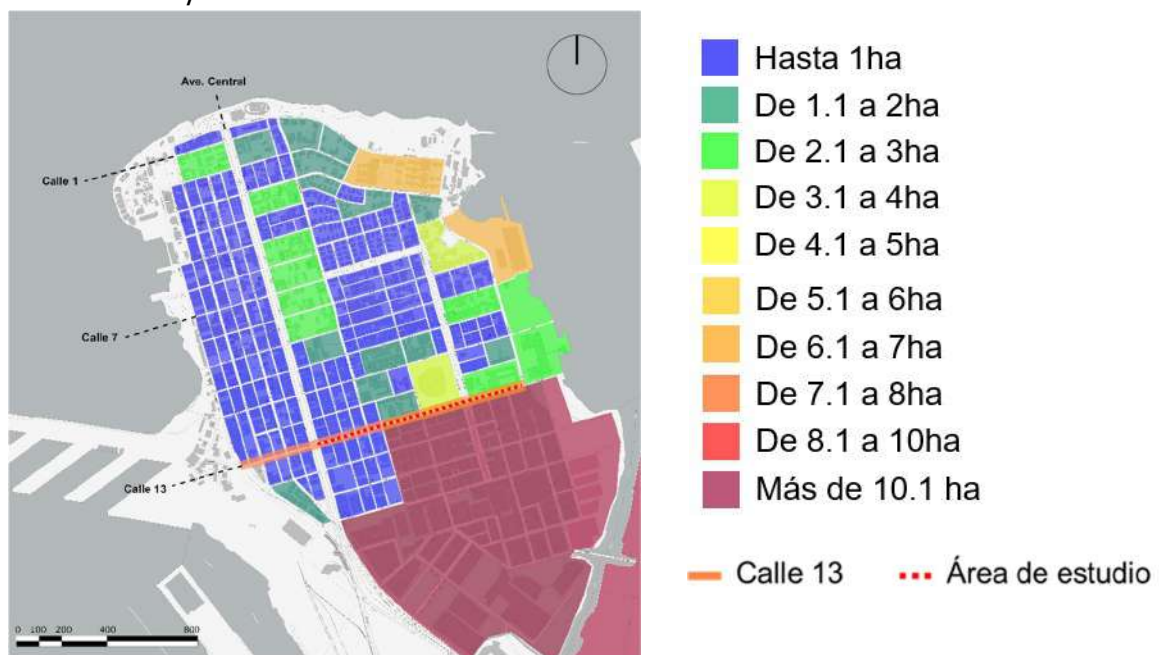 Ave. Central
Calle 1
Calle 7
Calle 13
0 100 200 400 800
Hasta 1ha
De 1.1 a 2ha
De 2.1 a 3ha
De 3.1 a 4ha
De 4.1 a 5ha
De 5.1 a 6ha
De 6.1 a 7ha
De 7.1 a 8ha
De 8.1 a 10ha
Más de 10.1 ha
Calle 13
Área de estudio